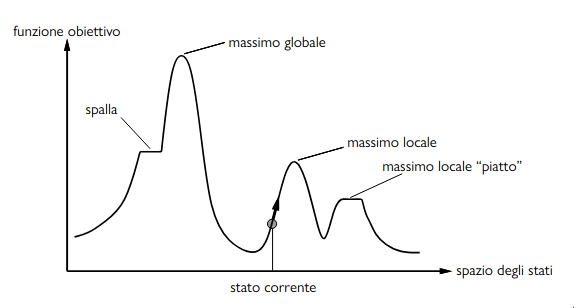 funzione obiettivo
massimo globale
spalla
massimo locale
massimo locale “piatto”
spazio degli stati
stato corrente